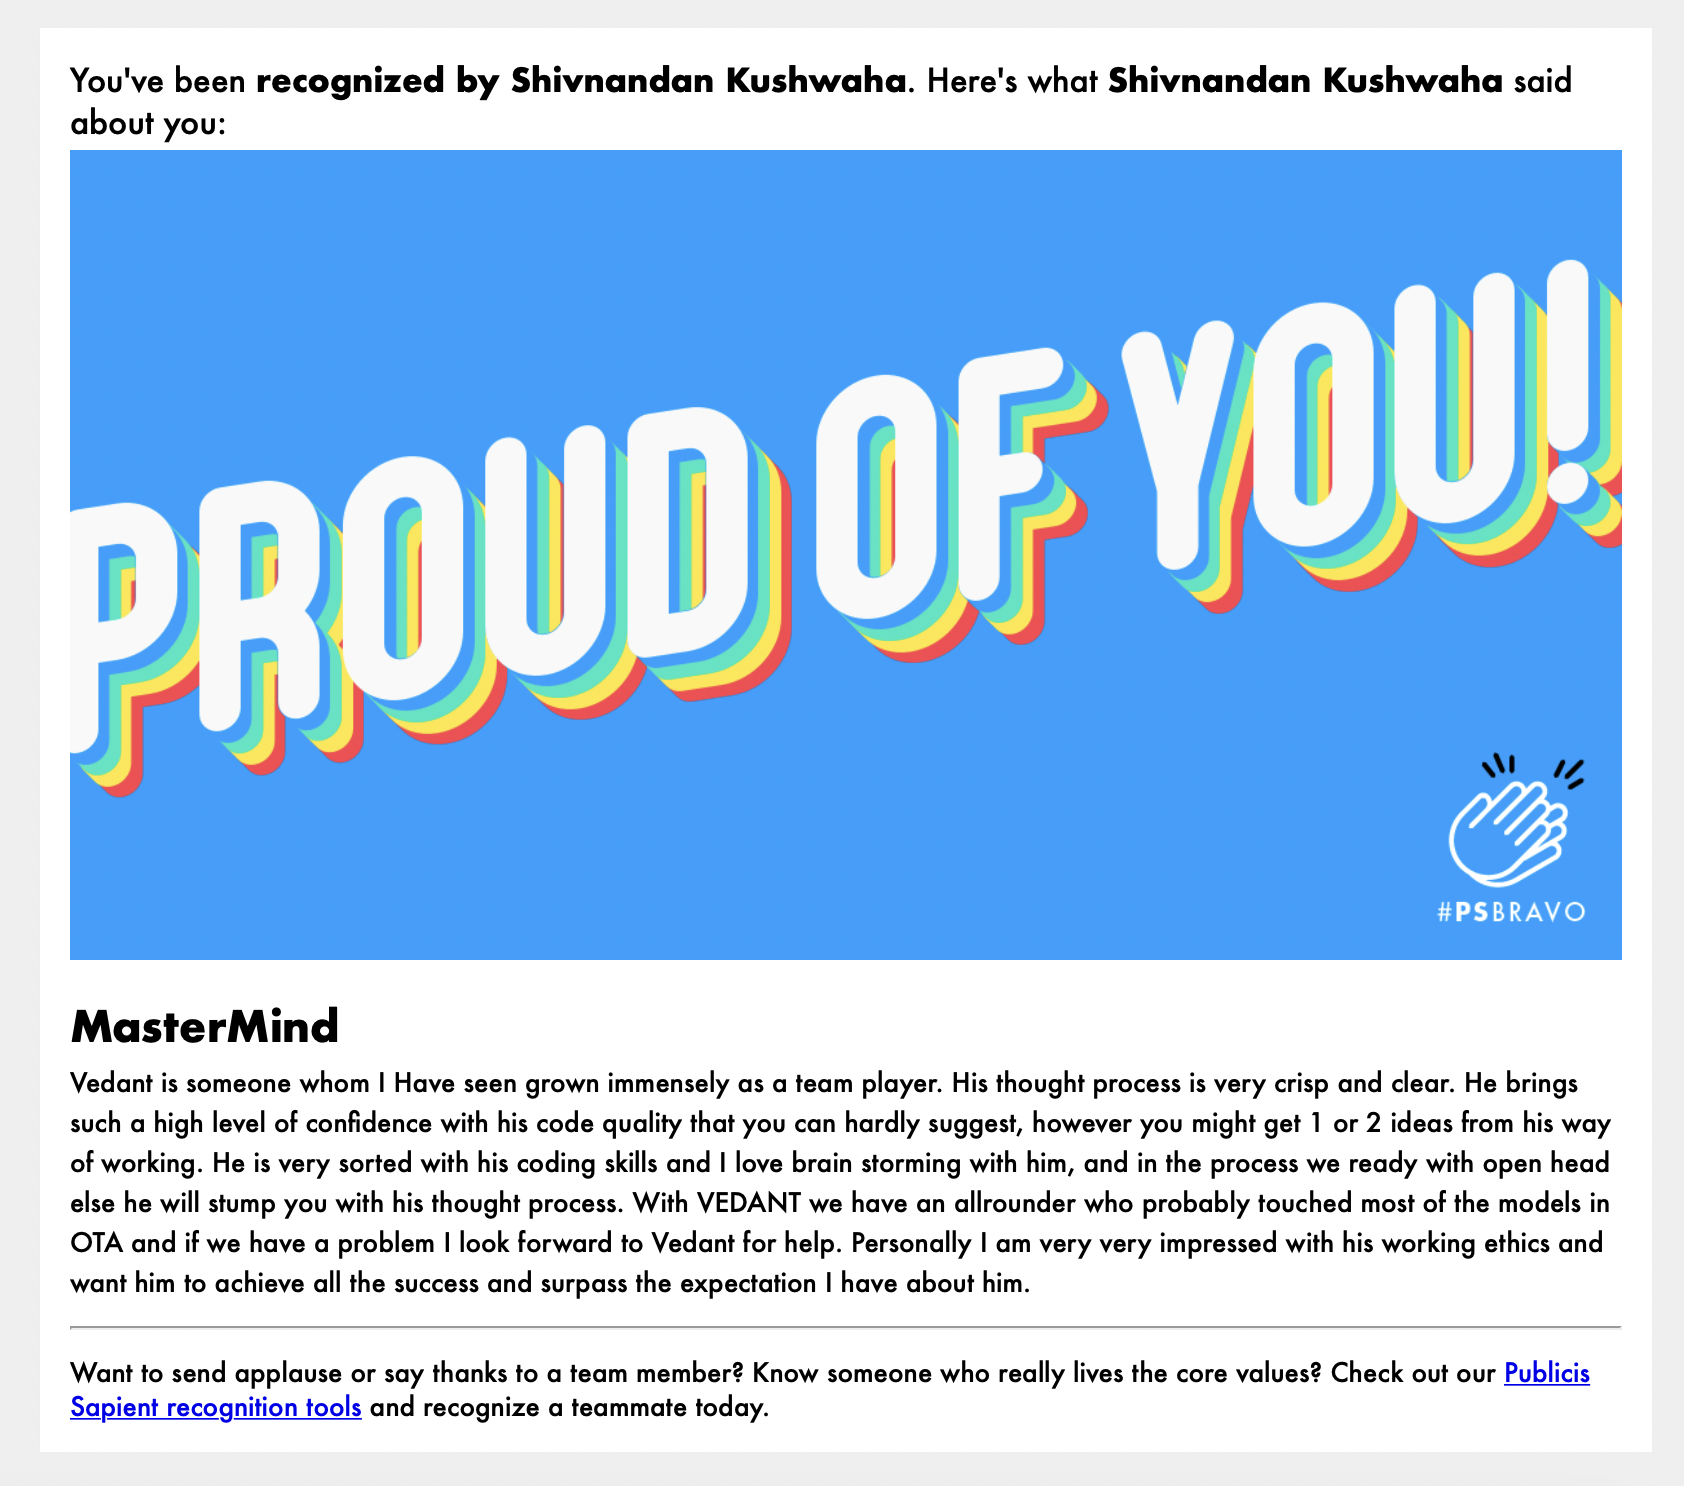 You've been recognized by Shivnandan Kushwaha. Here's what Shivnandan Kushwaha said
about you:
PROUD OF YOU!
#PSBRAVO
MasterMind
Vedant is someone whom I Have seen grown immensely as a team player. His thought process is very crisp and clear. He brings
such a high level of confidence with his code quality that you can hardly suggest, however you might get 1 or 2 ideas from his way
of working. He is very sorted with his coding skills and I love brain storming with him, and in the process we ready with open head
else he will stump you with his thought process. With VEDANT we have an allrounder who probably touched most of the models in
OTA and if we have a problem I look forward to Vedant for help. Personally I am very very impressed with his working ethics and
want him to achieve all the success and surpass the expectation I have about him.
Want to send applause or say thanks to a team member? Know someone who really lives the core values? Check out our Publicis
Sapient recognition tools and recognize a teammate today.